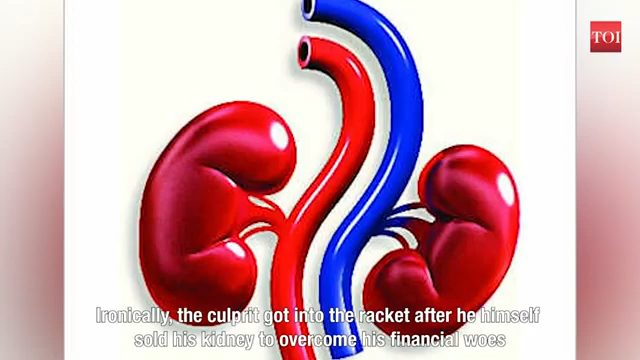 TOI
Ironically, the culprit got into the racket after he himself
sold his kidney to overcome his financial woes